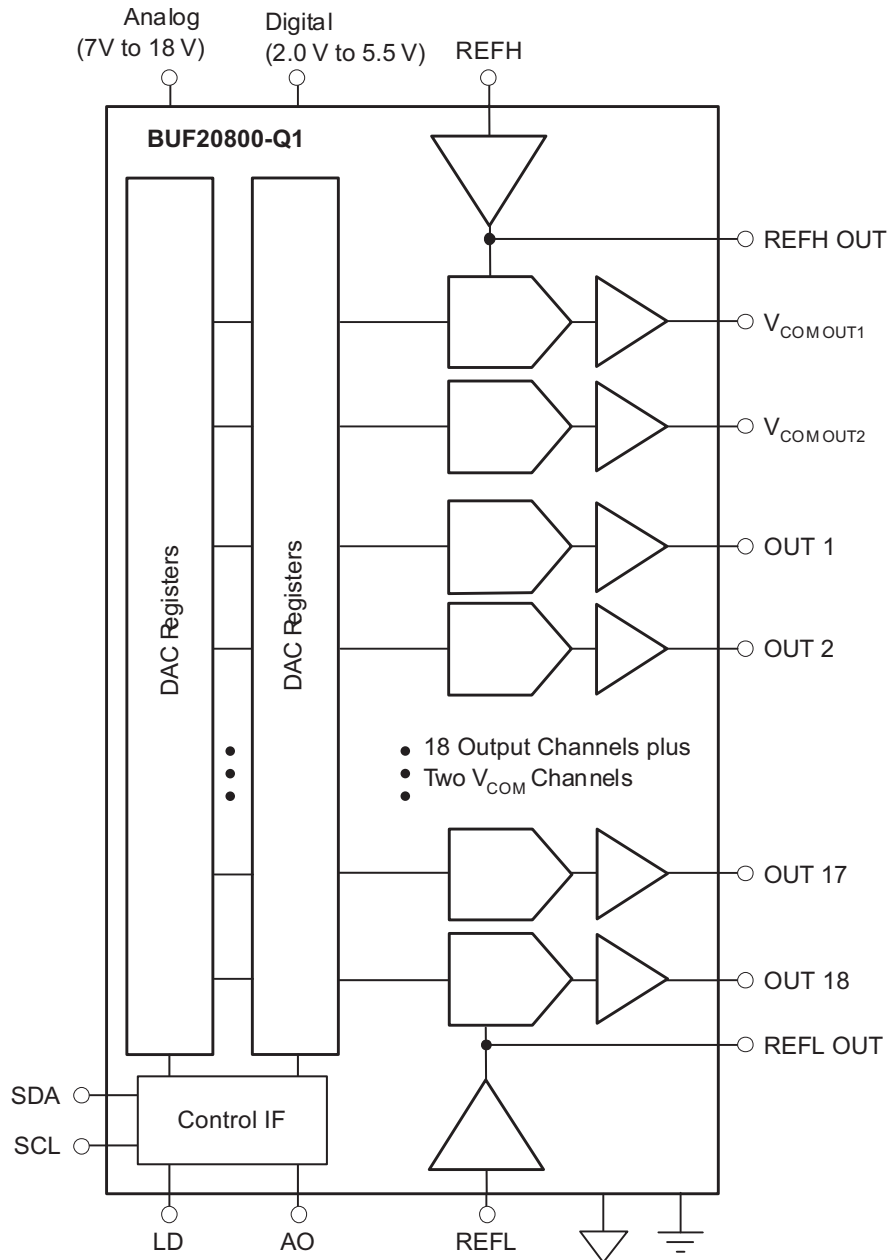 Analog
(7V to 18 V)
Digital
(2.0 V to 5.5 V)
REFH
BUF20800-Q1
REFH OUT
VCOM OUT1
VCOM OUT2
DAC Registers
DAC Registers
OUT 1
OUT 2
18 Output Channels plus
Two VCOM Channels
OUT 17
OUT 18
REFL OUT
SDA
Control IF
SCL
LD
AO
REFL